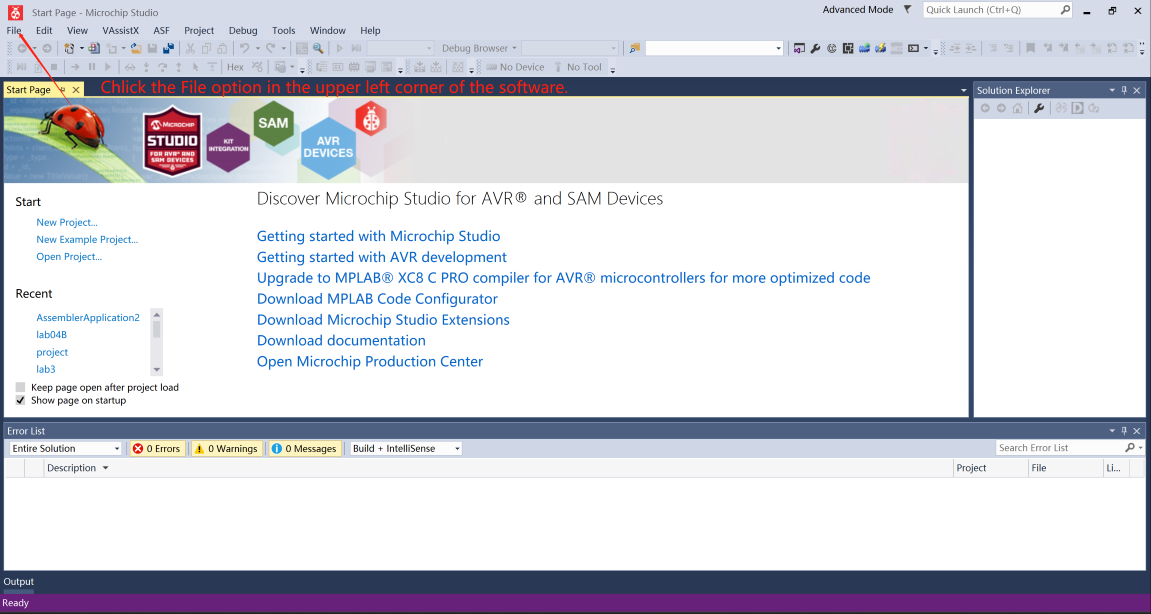 Start Page - Microchip Studio
Advanced Mode
Quick Launch (Ctrl+Q)
File Edit View VAssistX ASF Project Debug Tools Window Help
Debug Browser
Hex
No Device
No Tool
Start Page
Chlick the File option in the upper left corner of the software.
Solution Explorer
MICROCHIP
STUDIO
FOR AVR® AND
SAM DEVICES
KIT
INTEGRATION
SAM
AVR
DEVICES
Start
New Project...
New Example Project...
Open Project...
Recent
AssemblerApplication2
lab04B
project
lab3
Keep page open after project load
Show page on startup
Discover Microchip Studio for AVR® and SAM Devices
Getting started with Microchip Studio
Getting started with AVR development
Upgrade to MPLAB® XC8 C PRO compiler for AVR® microcontrollers for more optimized code
Download MPLAB Code Configurator
Download Microchip Studio Extensions
Download documentation
Open Microchip Production Center
Error List
Entire Solution
0 Errors
0 Warnings
0 Messages
Build + IntelliSense
Search Error List
Description
Project
File
Li...
Output
Ready